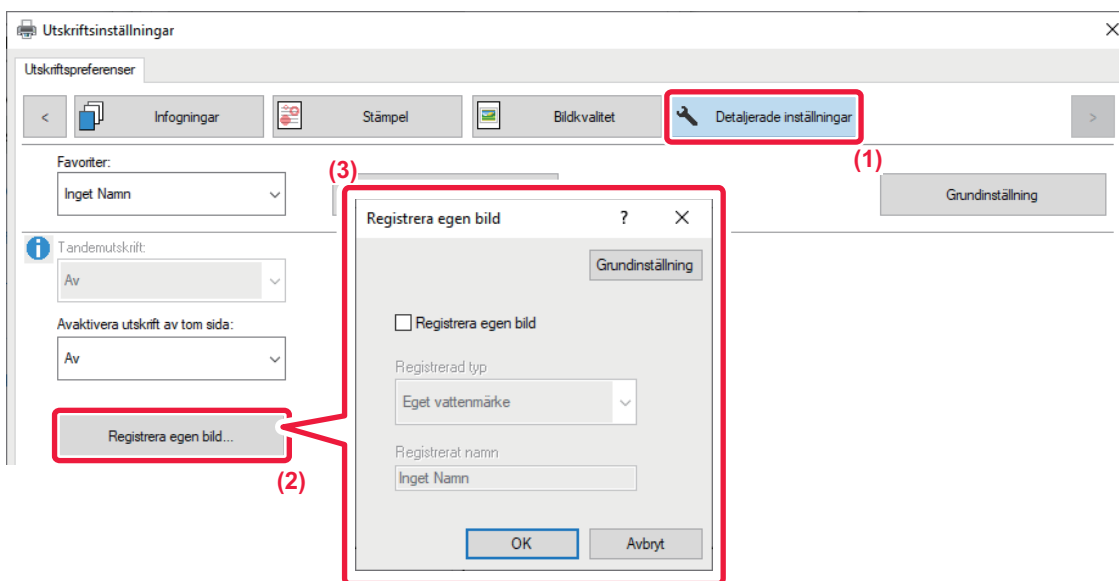 Utskriftsinställningar
Utskriftspreferenser
< Infogningar Stämpel Bildkvalitet Detaljerade inställningar >
(1)
Favoriter:
Inget Namn
Grundinställning
(3)
Registrera egen bild ? X
Grundinställning
Registrera egen bild
Registrerad typ
Eget vattenmärke
Registrerat namn
Inget Namn
OK Avbryt
Tandemutskrift:
Av
Avaktivera utskrift av tom sida:
Av
Registrera egen bild...
(2)